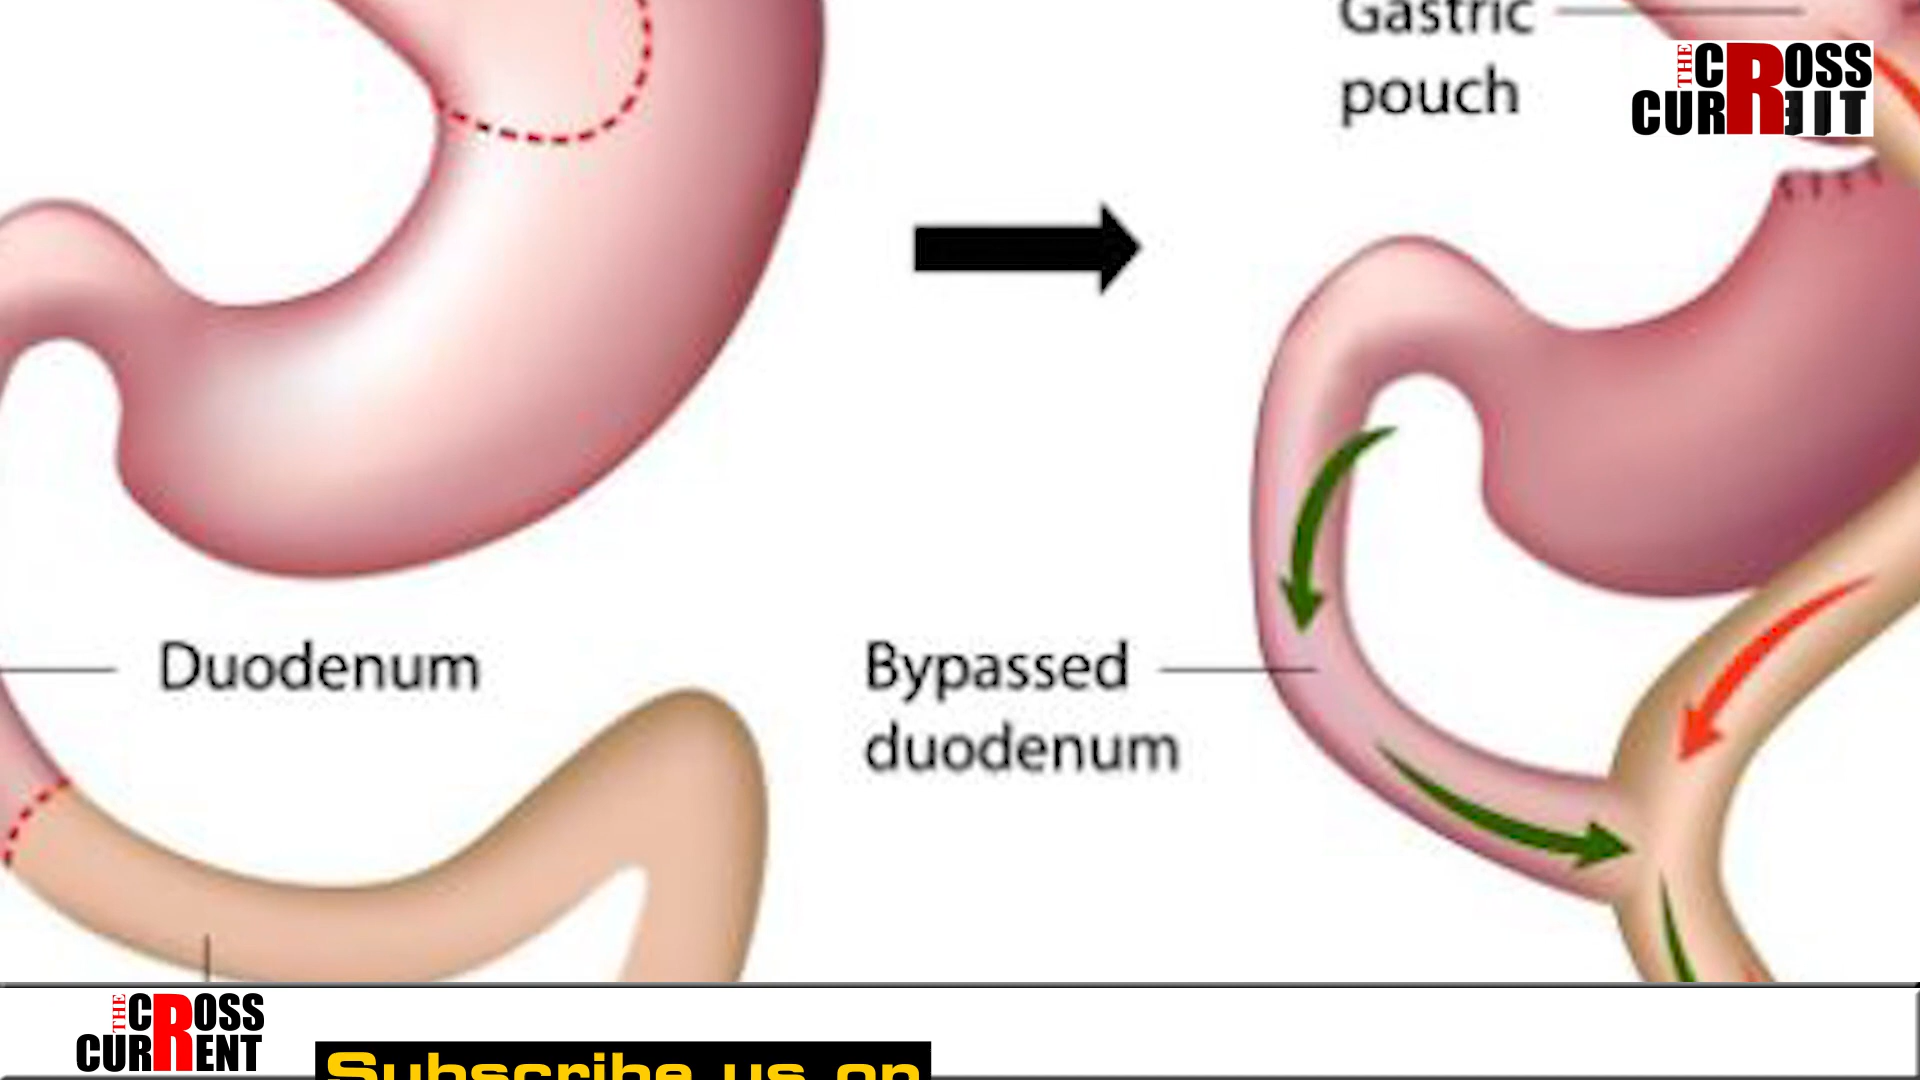 Gastric
pouch
THE CROSS
CURRENT
Duodenum
Bypassed
duodenum
THE CROSS
CURRENT
Subscribe us on